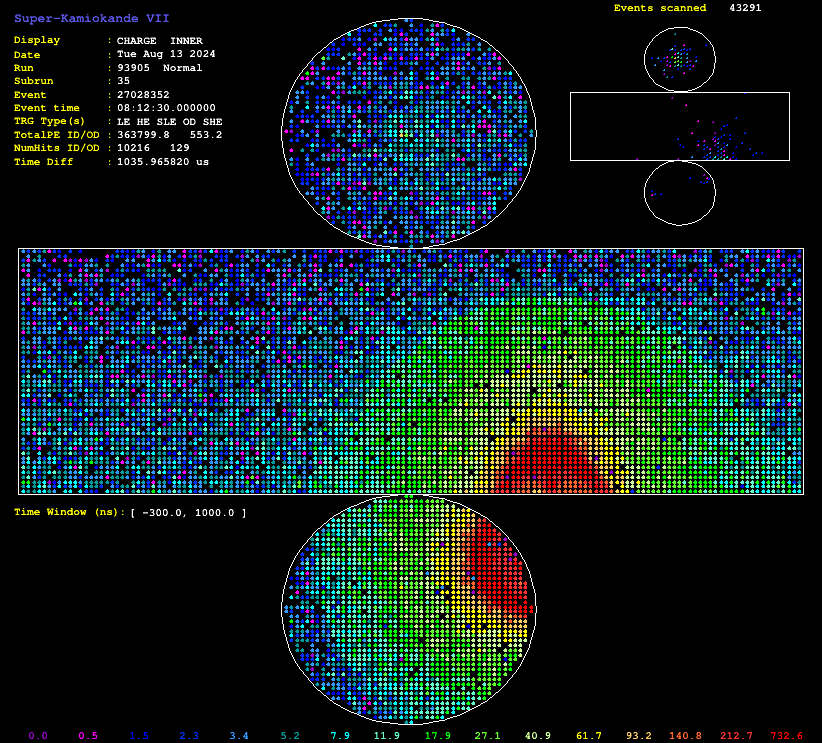 Super-Kamiokande VII
Events scanned 43291
Display : CHARGE INNER
Date : Tue Aug 13 2024
Run : 93905 Normal
Subrun : 35
Event : 27028352
Event time : 08:12:30.000000
TRG Type(s) : LE HE SLE OD SHE
TotalPE ID/OD : 363799.8 553.2
NumHits ID/OD : 10216 129
Time Diff : 1035.965820 us
Time Window (ns): [ -300.0, 1000.0 ]
0.0 0.5 1.5 2.3 3.4 5.2 7.9 11.9 17.9 27.1 40.9 61.7 93.2 140.8 212.7 732.6